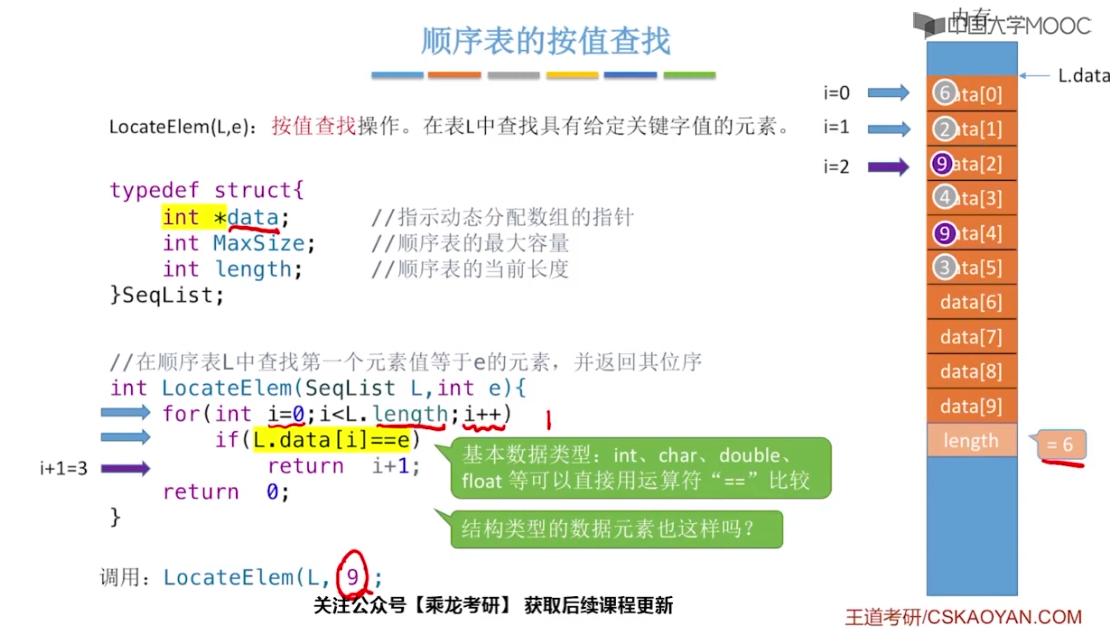 顺序表的按值查找
内存
中国大学MOOC
LocateElem(L,e)：按值查找操作。在表L中查找具有给定关键字值的元素。
typedef struct{
int *data; //指示动态分配数组的指针
int MaxSize; //顺序表的最大容量
int length; //顺序表的当前长度
}SeqList;
//在顺序表L中查找第一个元素值等于e的元素，并返回其位序
int LocateElem(SeqList L,int e){
for(int i=0;i<L.length;i++)
if(L.data[i]==e)
i+1=3
return i+1;
return 0;
}
基本数据类型：int、char、double、
float 等可以直接用运算符“==”比较
结构类型的数据元素也这样吗？
调用：LocateElem(L, 9 ;
关注公众号【乘龙考研】 获取后续课程更新
L.data
i=0 6 ata[0]
i=1 2 ata[1]
i=2 9 ata[2]
4 ata[3]
9 ata[4]
3 ata[5]
data[6]
data[7]
data[8]
data[9]
length = 6
王道考研/CSKAOYAN.COM